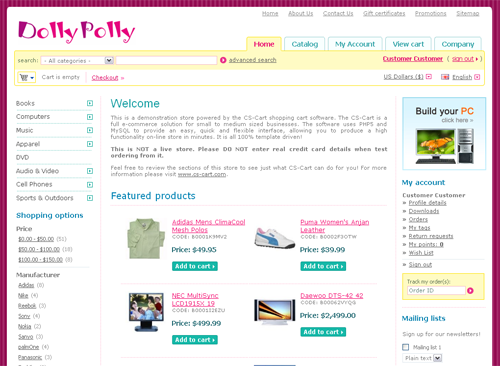 Home About Us Contact Us Gift certificates Promotions Sitemap
Dolly Polly
Home Catalog My Account View cart Company
search: - All categories - advanced search Customer Customer ( sign out )
Cart is empty Checkout » US Dollars ($) English
Books
Computers
Music
Apparel
DVD
Audio & Video
Cell Phones
Sports & Outdoors
Shopping options
Price
$0.00 - $50.00 (51)
$50.00 - $100.00 (18)
$100.00 - $150.00 (8)
Manufacturer
Adidas (8)
Nike (4)
Reebok (3)
Sony (4)
Nokia (2)
Sanyo (3)
palmOne (4)
Panasonic (3)
Welcome
This is a demonstration store powered by the CS-Cart shopping cart software. The CS-Cart is a
full e-commerce solution for small to medium sized businesses. The software uses PHP5 and
MySQL to provide an easy, quick and flexible interface, allowing you to produce a high
functionality on-line store in minutes. It is all 100% template driven!
This is NOT a live store. Please DO NOT enter real credit card details when text
ordering from it.
Feel free to review the sections of this store to see just what CS-Cart can do for you! For more
information please visit www.cs-cart.com.
Featured products
Adidas Mens ClimaCool
Mesh Polos
CODE: B0001KMMV2
Price: $49.95
Add to cart
Puma Women's Anjan
Leather
CODE: B0002F3OTW
Price: $39.99
Add to cart
NEC MultiSync
LCD1915X 19
Price: $499.99
Add to cart
Daewoo DTS-42 42
CODE: B00062VYQS
Price: $2,499.00
Add to cart
Build your PC
click here »
My account
Customer Customer
» Profile details
» Downloads
» Orders
» My tags
» Return requests
» My points: 0
» Wish List
» Sign out
Track my order(s):
Order ID
Mailing lists
Sign up for our newsletters!
Mailing list 1
Plain text